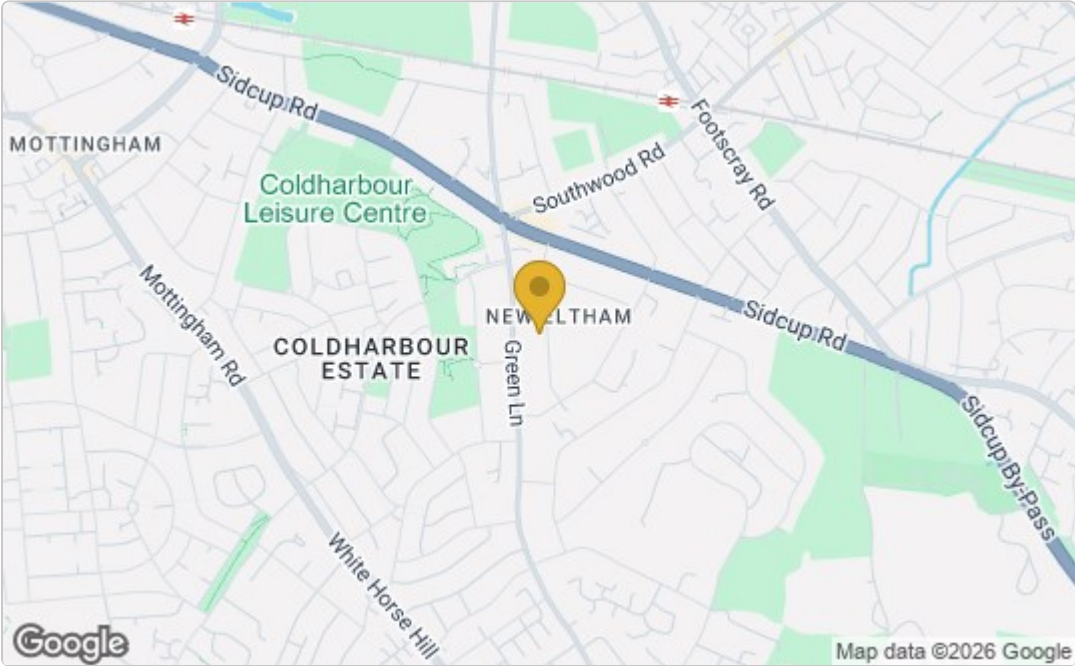 Sidcup Rd
MOTTINGHAM
Footscray Rd
Southwood Rd
Coldharbour
Leisure Centre
Mottingham Rd
NEW ELTHAM
Sidcup Rd
COLDHARBOUR
ESTATE
Green Ln
Sidcup By-Pass
White Horse Hill
Google
Map data ©2026 Google